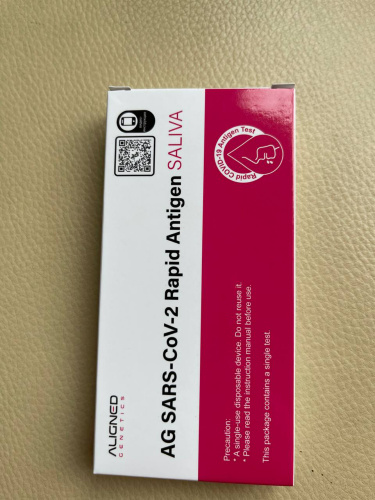 ALIGNED
GENETICS
AG SARS-CoV-2 Rapid Antigen SALIVA
Rapid COVID-19 Antigen Test
Precaution:
* A single-use disposable device. Do not reuse it.
* Please read the instruction manual before use.
This package contains a single test.